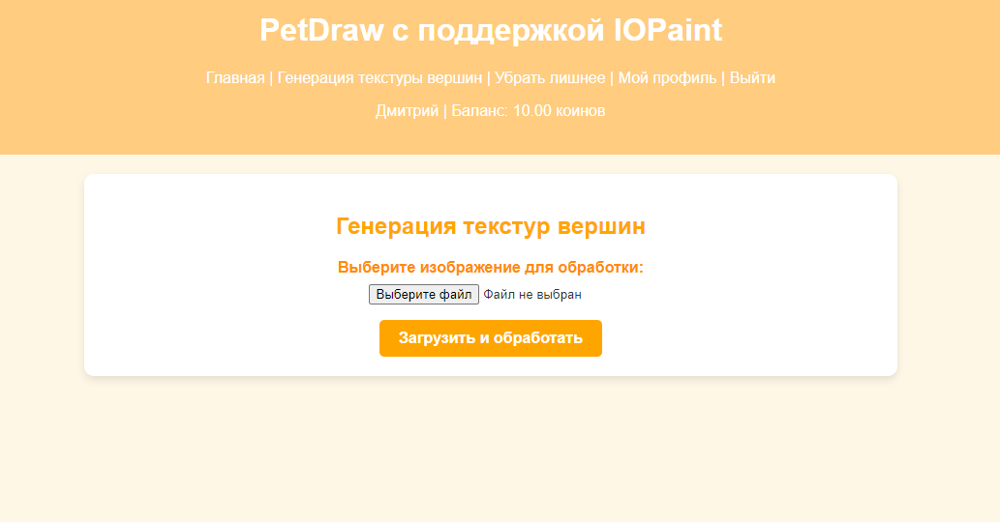 PetDraw с поддержкой IOPaint
Главная | Генерация текстуры вершин | Убрать лишнее | Мой профиль | Выйти
Дмитрий | Баланс: 10.00 коинов
Генерация текстур вершин
Выберите изображение для обработки:
Выберите файл Файл не выбран
Загрузить и обработать